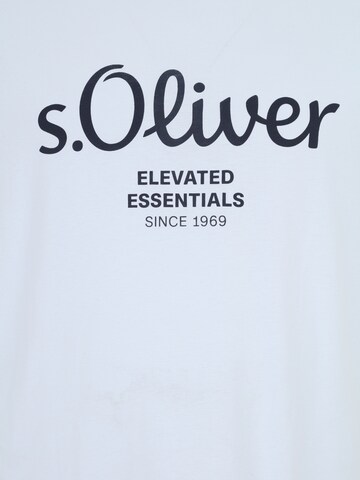 s.Oliver
ELEVATED
ESSENTIALS
SINCE 1969